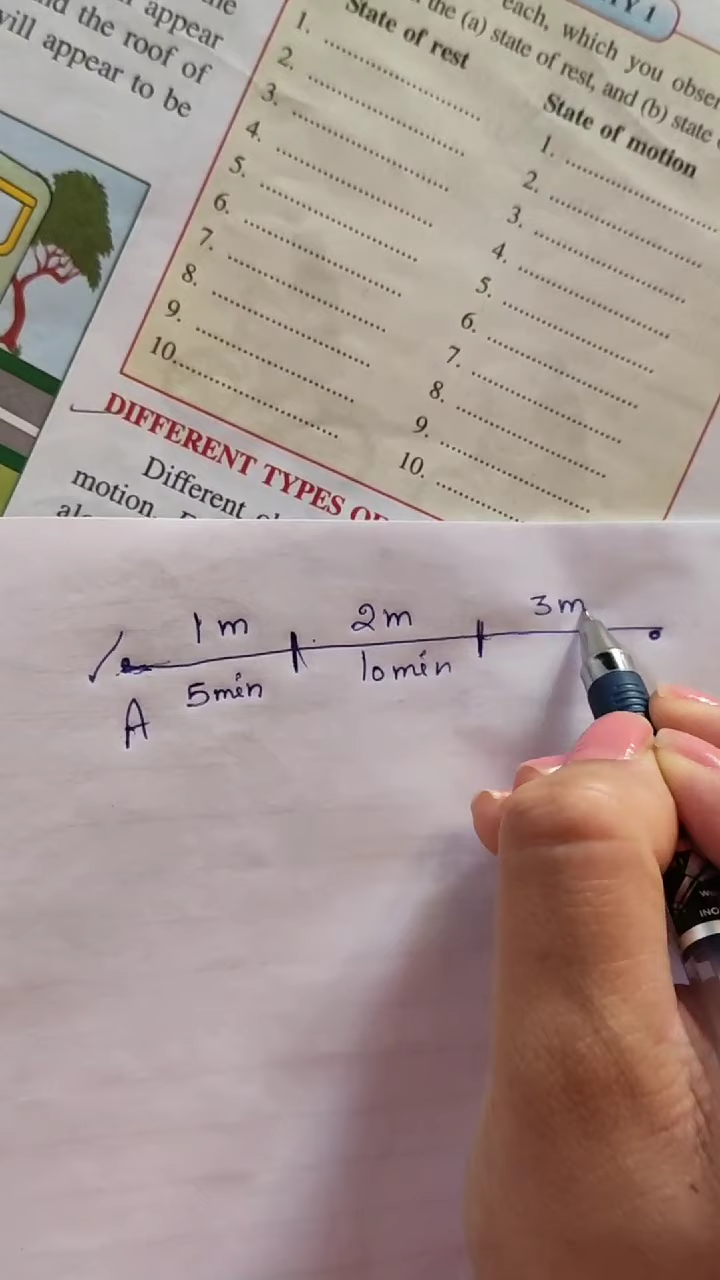 appear
the roof of
will appear to be
Y 1
each, which you obser
the (a) state of rest, and (b) state
State of rest
1. ....................
2. ....................
3. ....................
4. ....................
5. ....................
6. ....................
7. ....................
8. ....................
9. ....................
10. ....................
State of motion
1. ....................
2. ....................
3. ....................
4. ....................
5. ....................
6. ....................
7. ....................
8. ....................
9. ....................
10. ....................
DIFFERENT TYPES OF
Different
motion.
1 m 2m 3m
5min 10min
A